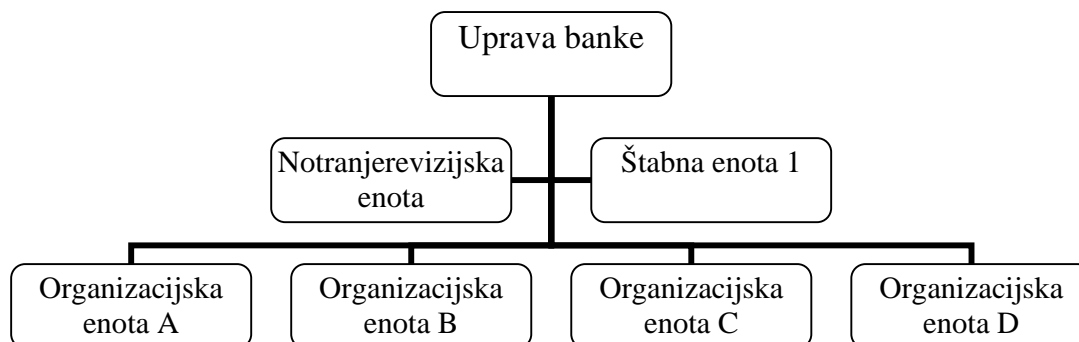 Uprava banke
Notranjerevizijska
enota
Štabna enota 1
Organizacijska
enota A
Organizacijska
enota B
Organizacijska
enota C
Organizacijska
enota D